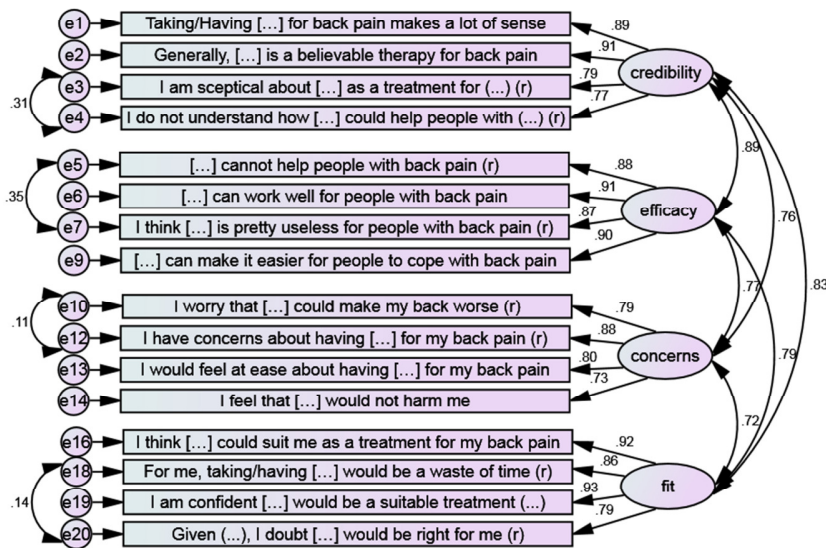 e1 Taking/Having [...] for back pain makes a lot of sense .89
e2 Generally, [...] is a believable therapy for back pain .91
e3 I am sceptical about [...] as a treatment for (...) (r) .79
e4 I do not understand how [...] could help people with (...) (r) .77
.31
credibility
e5 [...] cannot help people with back pain (r) .88
e6 [...] can work well for people with back pain .91
e7 I think [...] is pretty useless for people with back pain (r) .87
e9 [...] can make it easier for people to cope with back pain .90
.35
efficacy
e10 I worry that [...] could make my back worse (r) .79
e12 I have concerns about having [...] for my back pain (r) .88
e13 I would feel at ease about having [...] for my back pain .80
e14 I feel that [...] would not harm me .73
.11
concerns
e16 I think [...] could suit me as a treatment for my back pain .92
e18 For me, taking/having [...] would be a waste of time (r) .86
e19 I am confident [...] would be a suitable treatment (...) .93
e20 Given (...), I doubt [...] would be right for me (r) .79
.14
fit
.89
.76
.83
.77
.79
.72